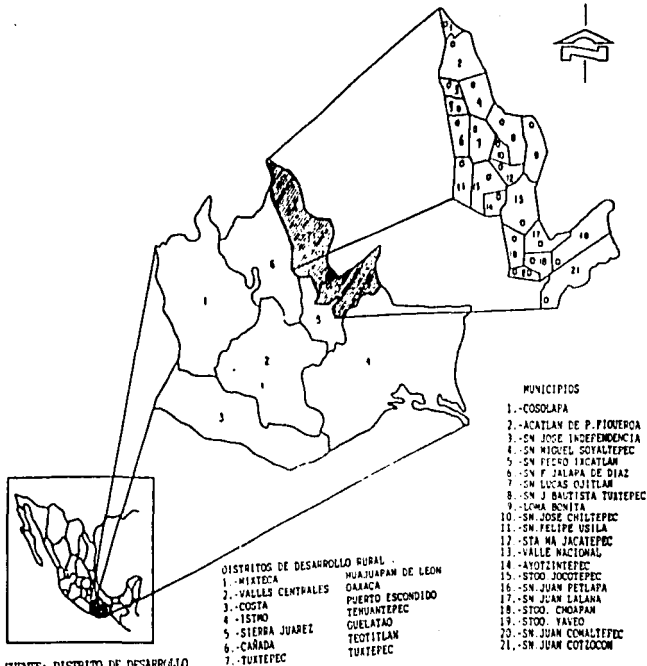 MUNICIPIOS
1.-COSOLAPA
2.-ACATLAN DE P.FIGUEROA
3.-SN JOSE INDEPENDENCIA
4.-SN MIGUEL SOYALTEPEC
5 -SN PEDRO IXCATLAN
6.-SN F JALAPA DE DIAZ
7 -SN LUCAS OJITLAN
8.-SN J BAUTISTA TUXTEPEC
9.-LOMA BONITA
10.-SN.JOSE CHILTEPEC
11.-SN.FELIPE USILA
12.-STA MA JACATEPEC
13.-VALLE NACIONAL
14.-AYOTZINTEPEC
15.-STGO JOCOTEPEC
16.-SN.JUAN PETLAPA
17.-SN.JUAN LALANA
18.-STGO. CHOAPAN
19.-STGO. YAVEO
20.-SN.JUAN COMALTEPEC
21.-SN.JUAN COTZOCON
DISTRITOS DE DESARROLLO RURAL.
1.-MIXTECA HUAJUAPAN DE LEON
2.-VALLES CENTRALES OAXACA
3.-COSTA PUERTO ESCONDIDO
4 -ISTMO TEHUANTEPEC
5 -SIERRA JUAREZ GUELATAO
6.-CAÑADA TEOTITLAN
7.-TUXTEPEC TUXTEPEC
FUENTE: DISTRITO DE DESARROLLO